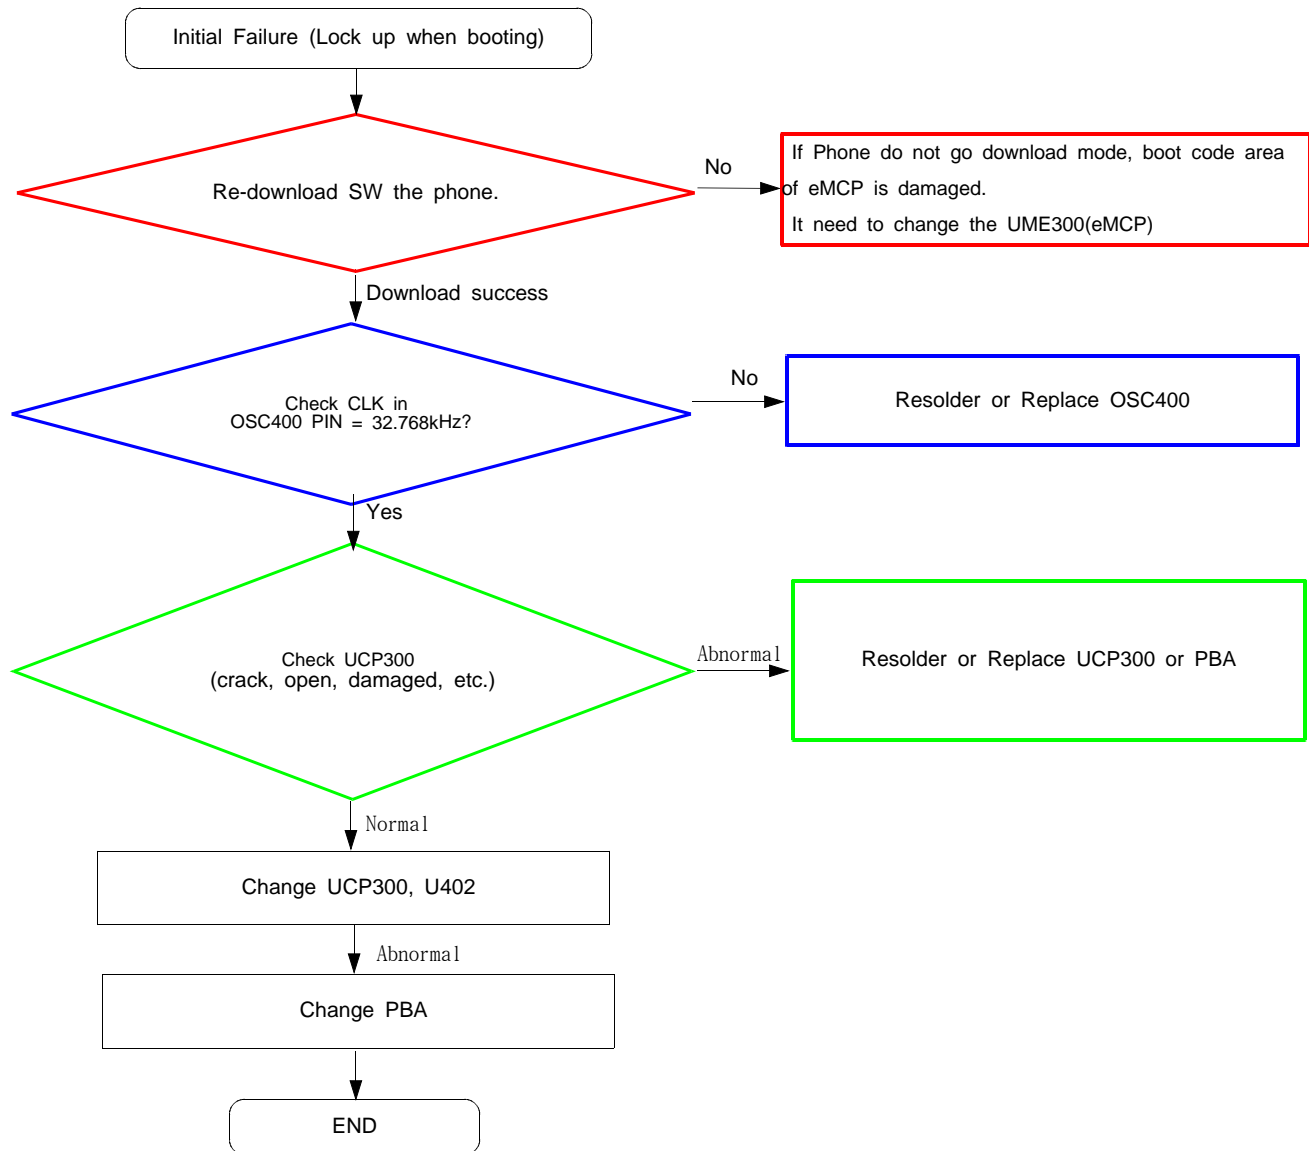 Initial Failure (Lock up when booting)
Re-download SW the phone.
No
If Phone do not go download mode, boot code area
of eMCP is damaged.
It need to change the UME300(eMCP)
Download success
Check CLK in
OSC400 PIN = 32.768kHz?
No
Resolder or Replace OSC400
Yes
Check UCP300
(crack, open, damaged, etc.)
Abnormal
Resolder or Replace UCP300 or PBA
Normal
Change UCP300, U402
Abnormal
Change PBA
END